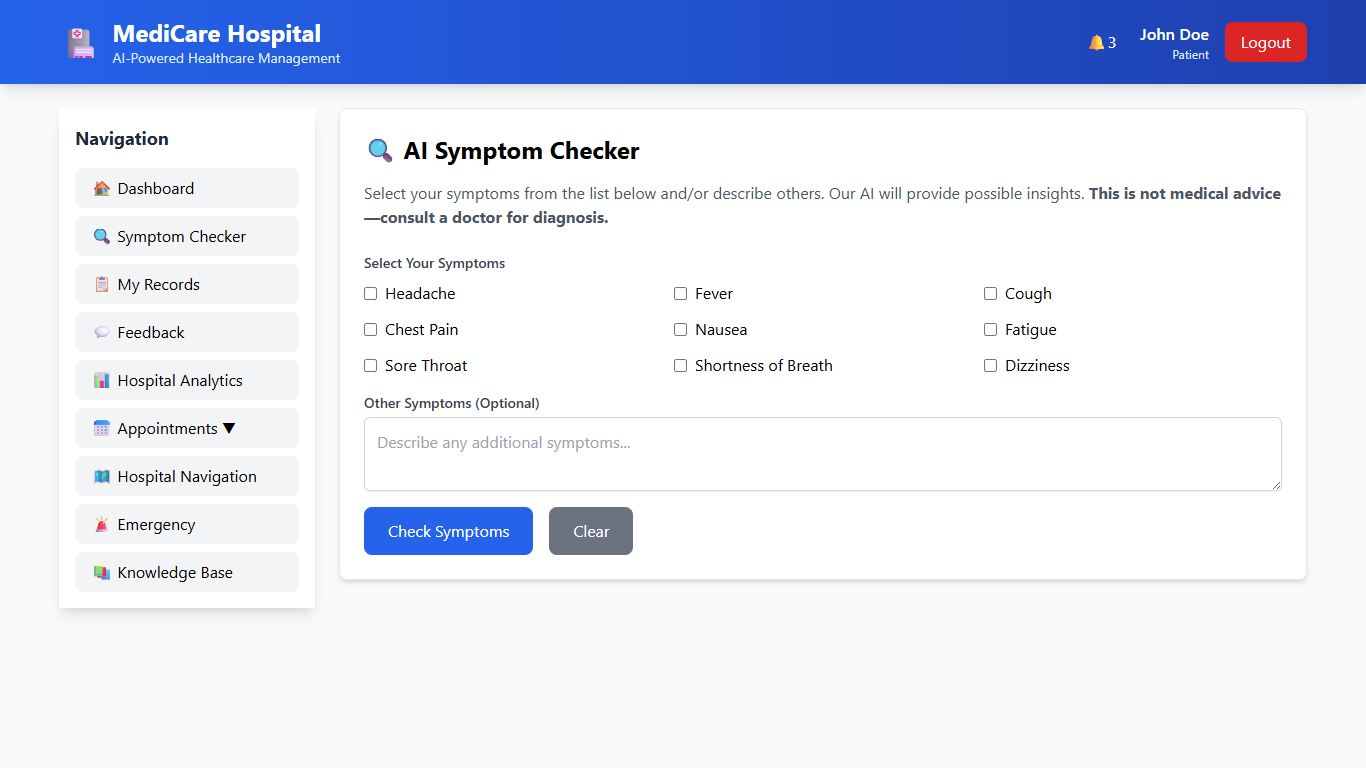 MediCare Hospital
AI-Powered Healthcare Management
3
John Doe
Patient
Logout
Navigation
Dashboard
Symptom Checker
My Records
Feedback
Hospital Analytics
Appointments ▼
Hospital Navigation
Emergency
Knowledge Base
AI Symptom Checker
Select your symptoms from the list below and/or describe others. Our AI will provide possible insights. This is not medical advice
—consult a doctor for diagnosis.
Select Your Symptoms
Headache
Fever
Cough
Chest Pain
Nausea
Fatigue
Sore Throat
Shortness of Breath
Dizziness
Other Symptoms (Optional)
Describe any additional symptoms...
Check Symptoms
Clear